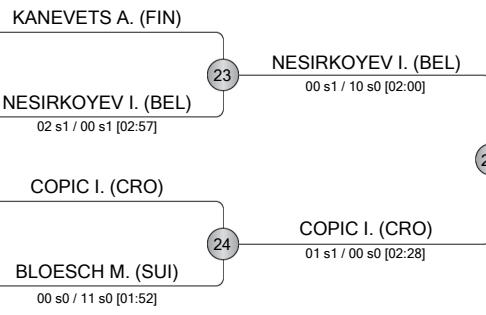 KANEVETS A. (FIN)
23
NESIRKOYEV I. (BEL)
00 s1 / 10 s0 [02:00]
NESIRKOYEV I. (BEL)
02 s1 / 00 s1 [02:57]
COPIC I. (CRO)
24
COPIC I. (CRO)
01 s1 / 00 s0 [02:28]
BLOESCH M. (SUI)
00 s0 / 11 s0 [01:52]